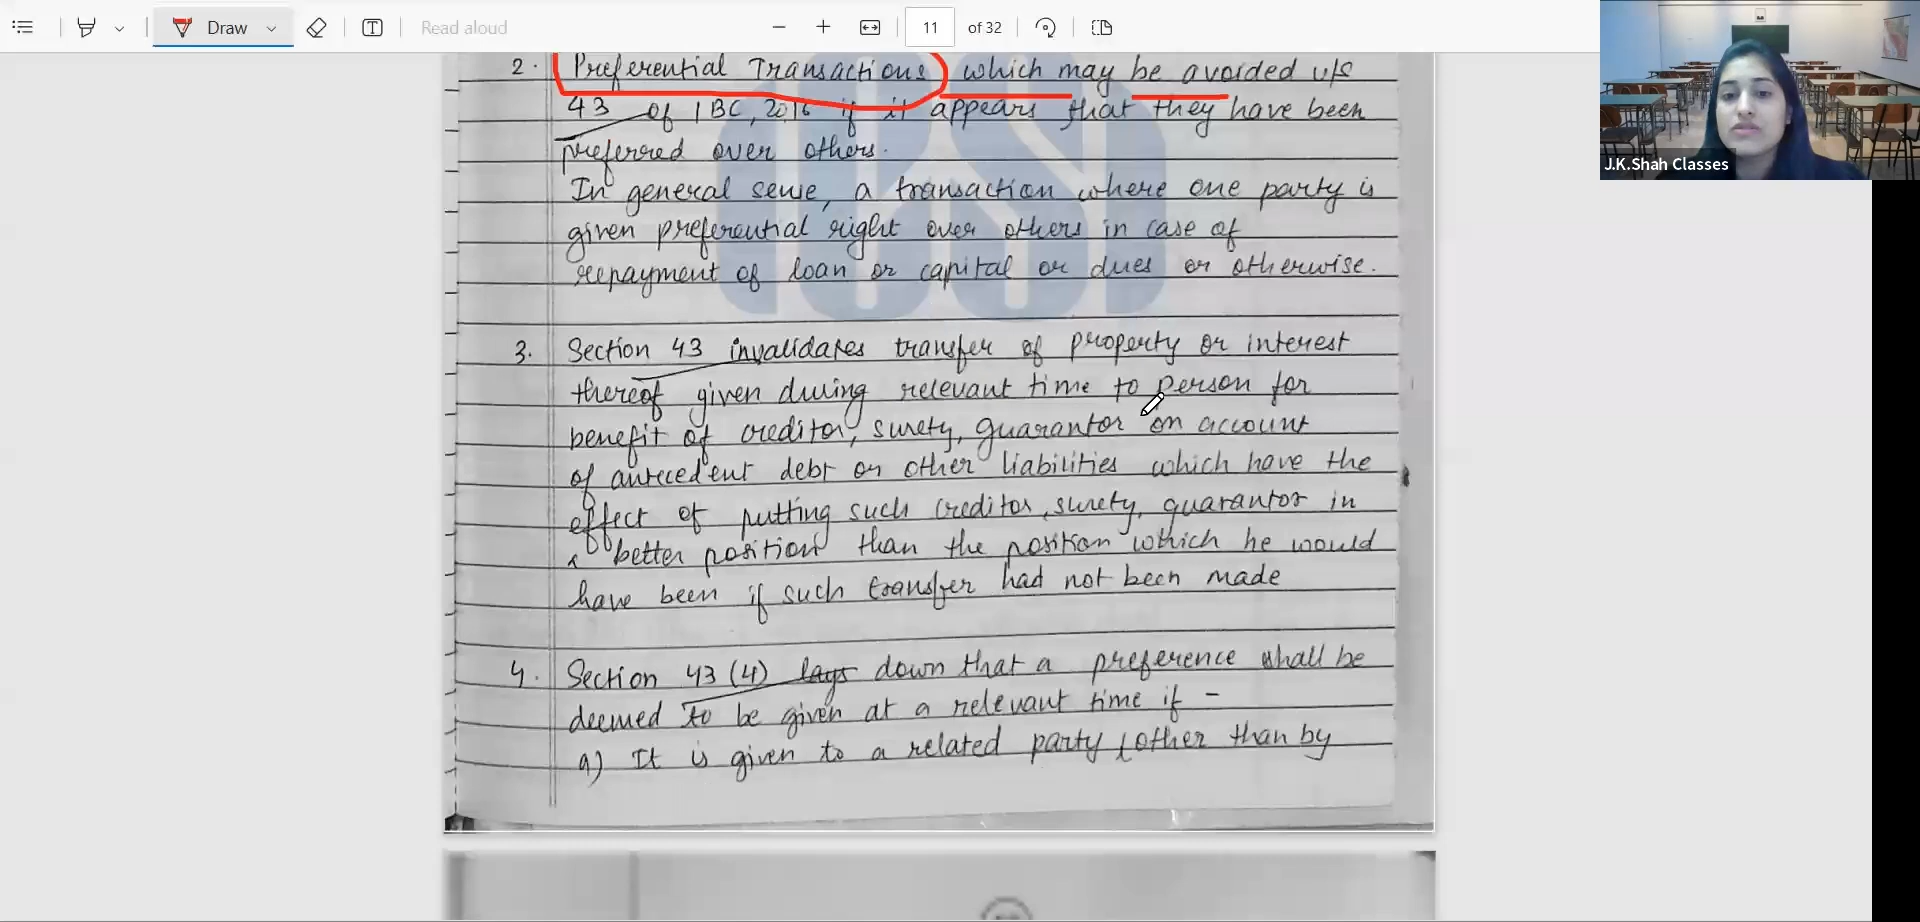 Draw
Read aloud
11 of 32
J.K.Shah Classes
2. Preferential Transactions which may be avoided u/s
43 of IBC, 2016 if it appears that they have been
preferred over others.
In general sense, a transaction where one party is
given preferential right over others in case of
repayment of loan or capital or dues or otherwise.
3. Section 43 invalidates transfer of property or interest
thereof given during relevant time to person for
benefit of creditor, surety, guarantor on account
of antecedent debt or other liabilities which have the
effect of putting such creditor, surety, guarantor in
a better position than the position which he would
have been if such transfer had not been made
4. Section 43 (4) lays down that a preference shall be
deemed to be given at a relevant time if -
a) It is given to a related party (other than by
ICSI